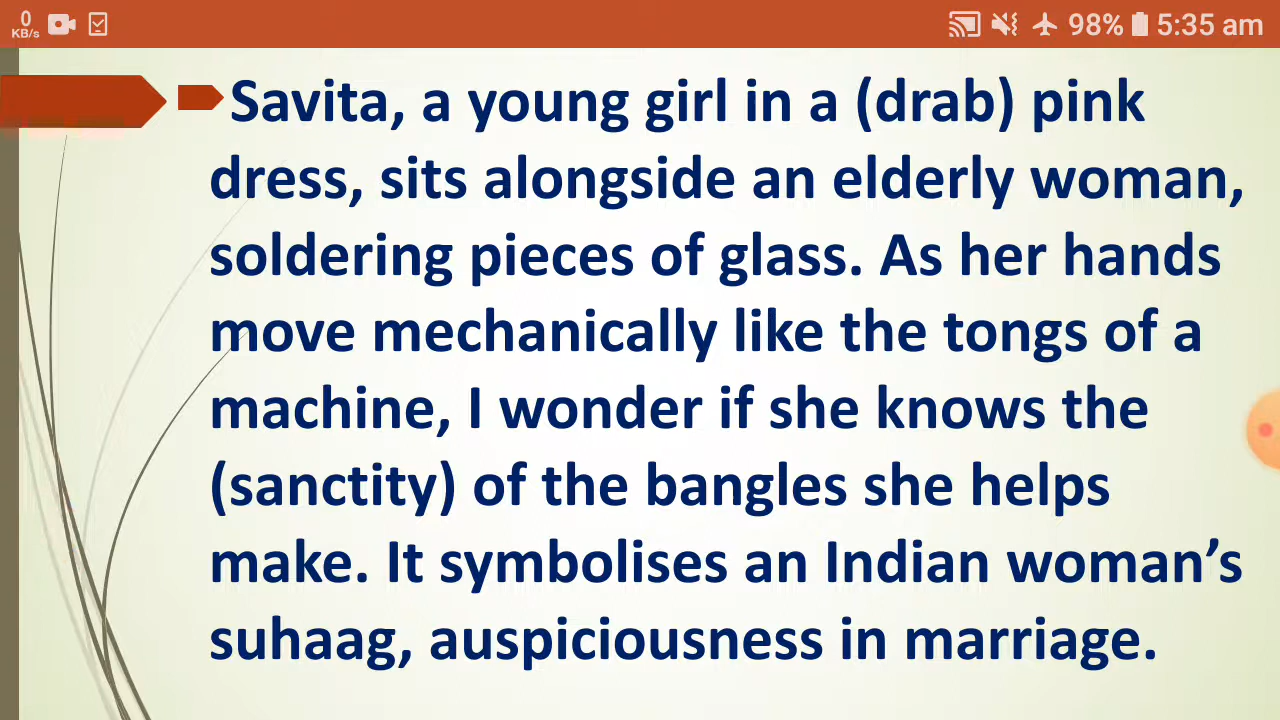 0
KB/s
98% 5:35 am
Savita, a young girl in a (drab) pink
dress, sits alongside an elderly woman,
soldering pieces of glass. As her hands
move mechanically like the tongs of a
machine, I wonder if she knows the
(sanctity) of the bangles she helps
make. It symbolises an Indian woman’s
suhaag, auspiciousness in marriage.